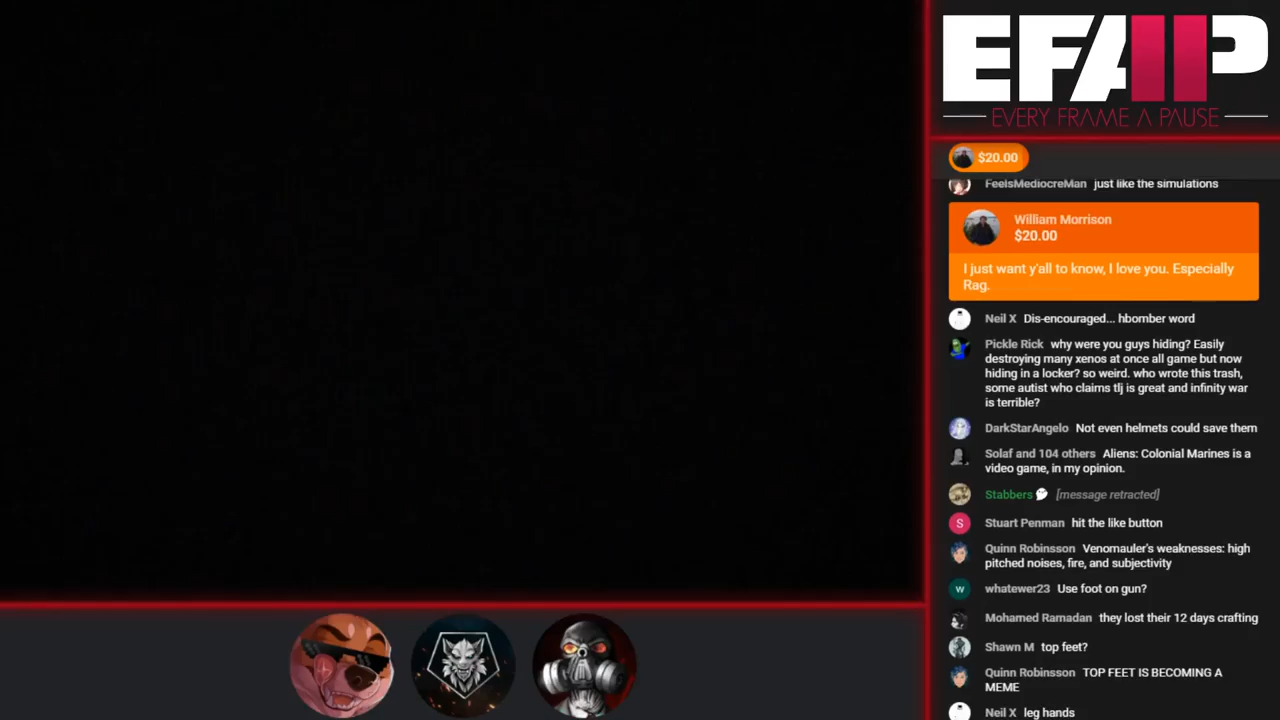 EFAP
EVERY FRAME A PAUSE
$20.00
FeelsMediocreMan just like the simulations
William Morrison
$20.00
I just want y'all to know, I love you. Especially
Rag.
Neil X Dis-encouraged... hbomber word
Pickle Rick why were you guys hiding? Easily
destroying many xenos at once all game but now
hiding in a locker? so weird. who wrote this trash,
some autist who claims tlj is great and infinity war
is terrible?
DarkStarAngelo Not even helmets could save them
Solaf and 104 others Aliens: Colonial Marines is a
video game, in my opinion.
Stabbers [message retracted]
S Stuart Penman hit the like button
Quinn Robinsson Venomauler's weaknesses: high
pitched noises, fire, and subjectivity
w whatewer23 Use foot on gun?
Mohamed Ramadan they lost their 12 days crafting
Shawn M top feet?
Quinn Robinsson TOP FEET IS BECOMING A
MEME
Neil X leg hands